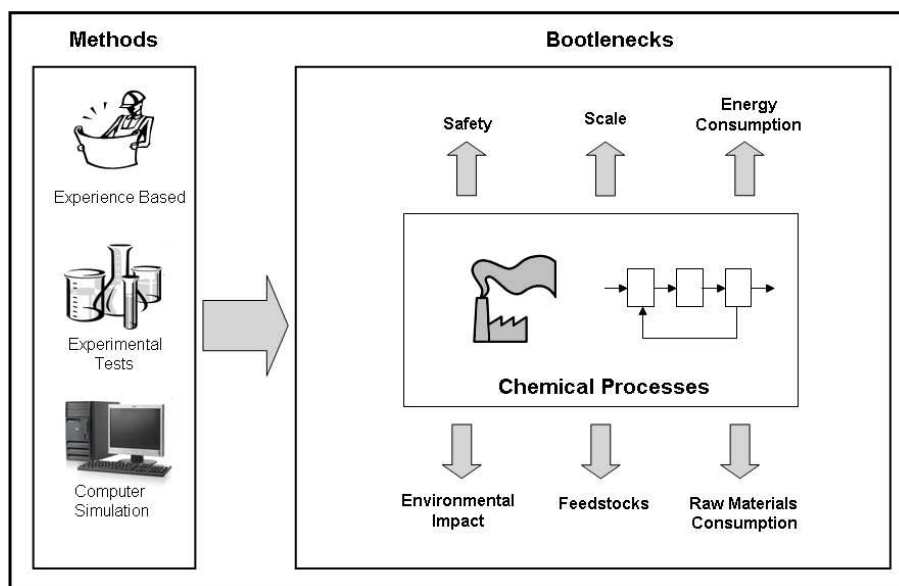 Methods
Experience Based
Experimental
Tests
Computer
Simulation
Bootlenecks
Safety
Scale
Energy
Consumption
Chemical Processes
Environmental
Impact
Feedstocks
Raw Materials
Consumption